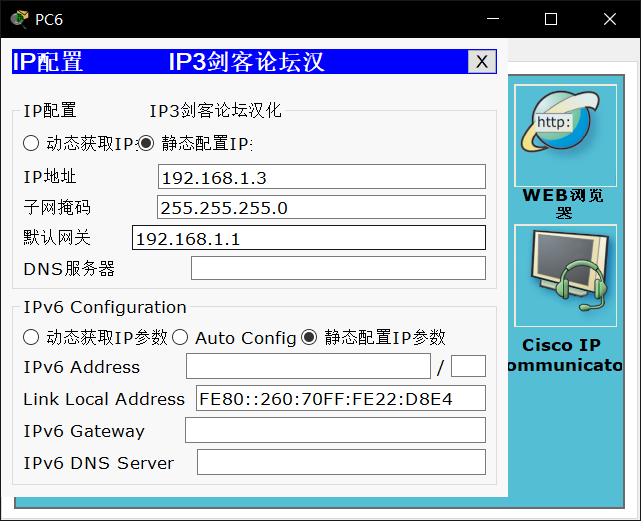 PC6
IP配置 IP3剑客论坛汉 X
IP配置 IP3剑客论坛汉化
动态获取IP 静态配置IP:
IP地址 192.168.1.3
子网掩码 255.255.255.0
默认网关 192.168.1.1
DNS服务器
IPv6 Configuration
动态获取IP参数 Auto Config 静态配置IP参数
IPv6 Address /
Link Local Address FE80::260:70FF:FE22:D8E4
IPv6 Gateway
IPv6 DNS Server
http:
WEB浏览
器
Cisco IP
ommunicato